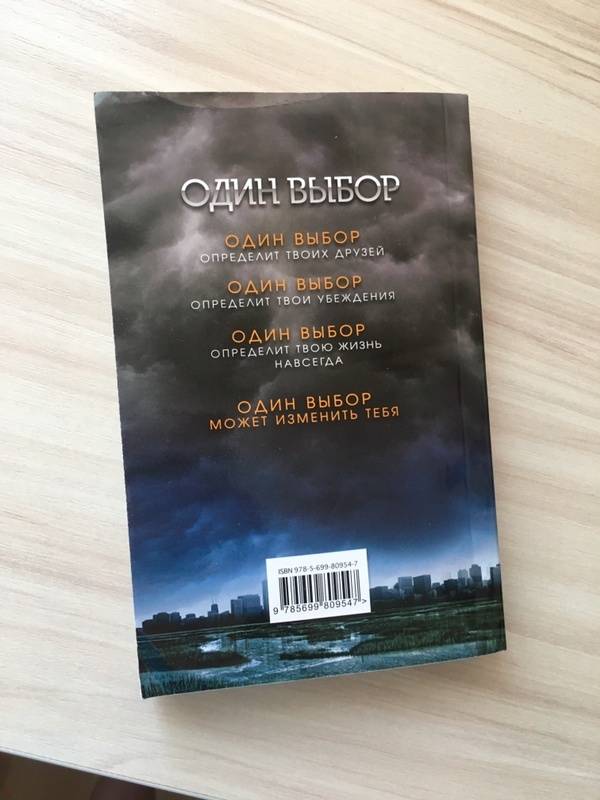 ОДИН ВЫБОР
ОДИН ВЫБОР
ОПРЕДЕЛИТ ТВОИХ ДРУЗЕЙ
ОДИН ВЫБОР
ОПРЕДЕЛИТ ТВОИ УБЕЖДЕНИЯ
ОДИН ВЫБОР
ОПРЕДЕЛИТ ТВОЮ ЖИЗНЬ
НАВСЕГДА
ОДИН ВЫБОР
МОЖЕТ ИЗМЕНИТЬ ТЕБЯ
ISBN 978-5-699-80954-7
9 785699 809547>